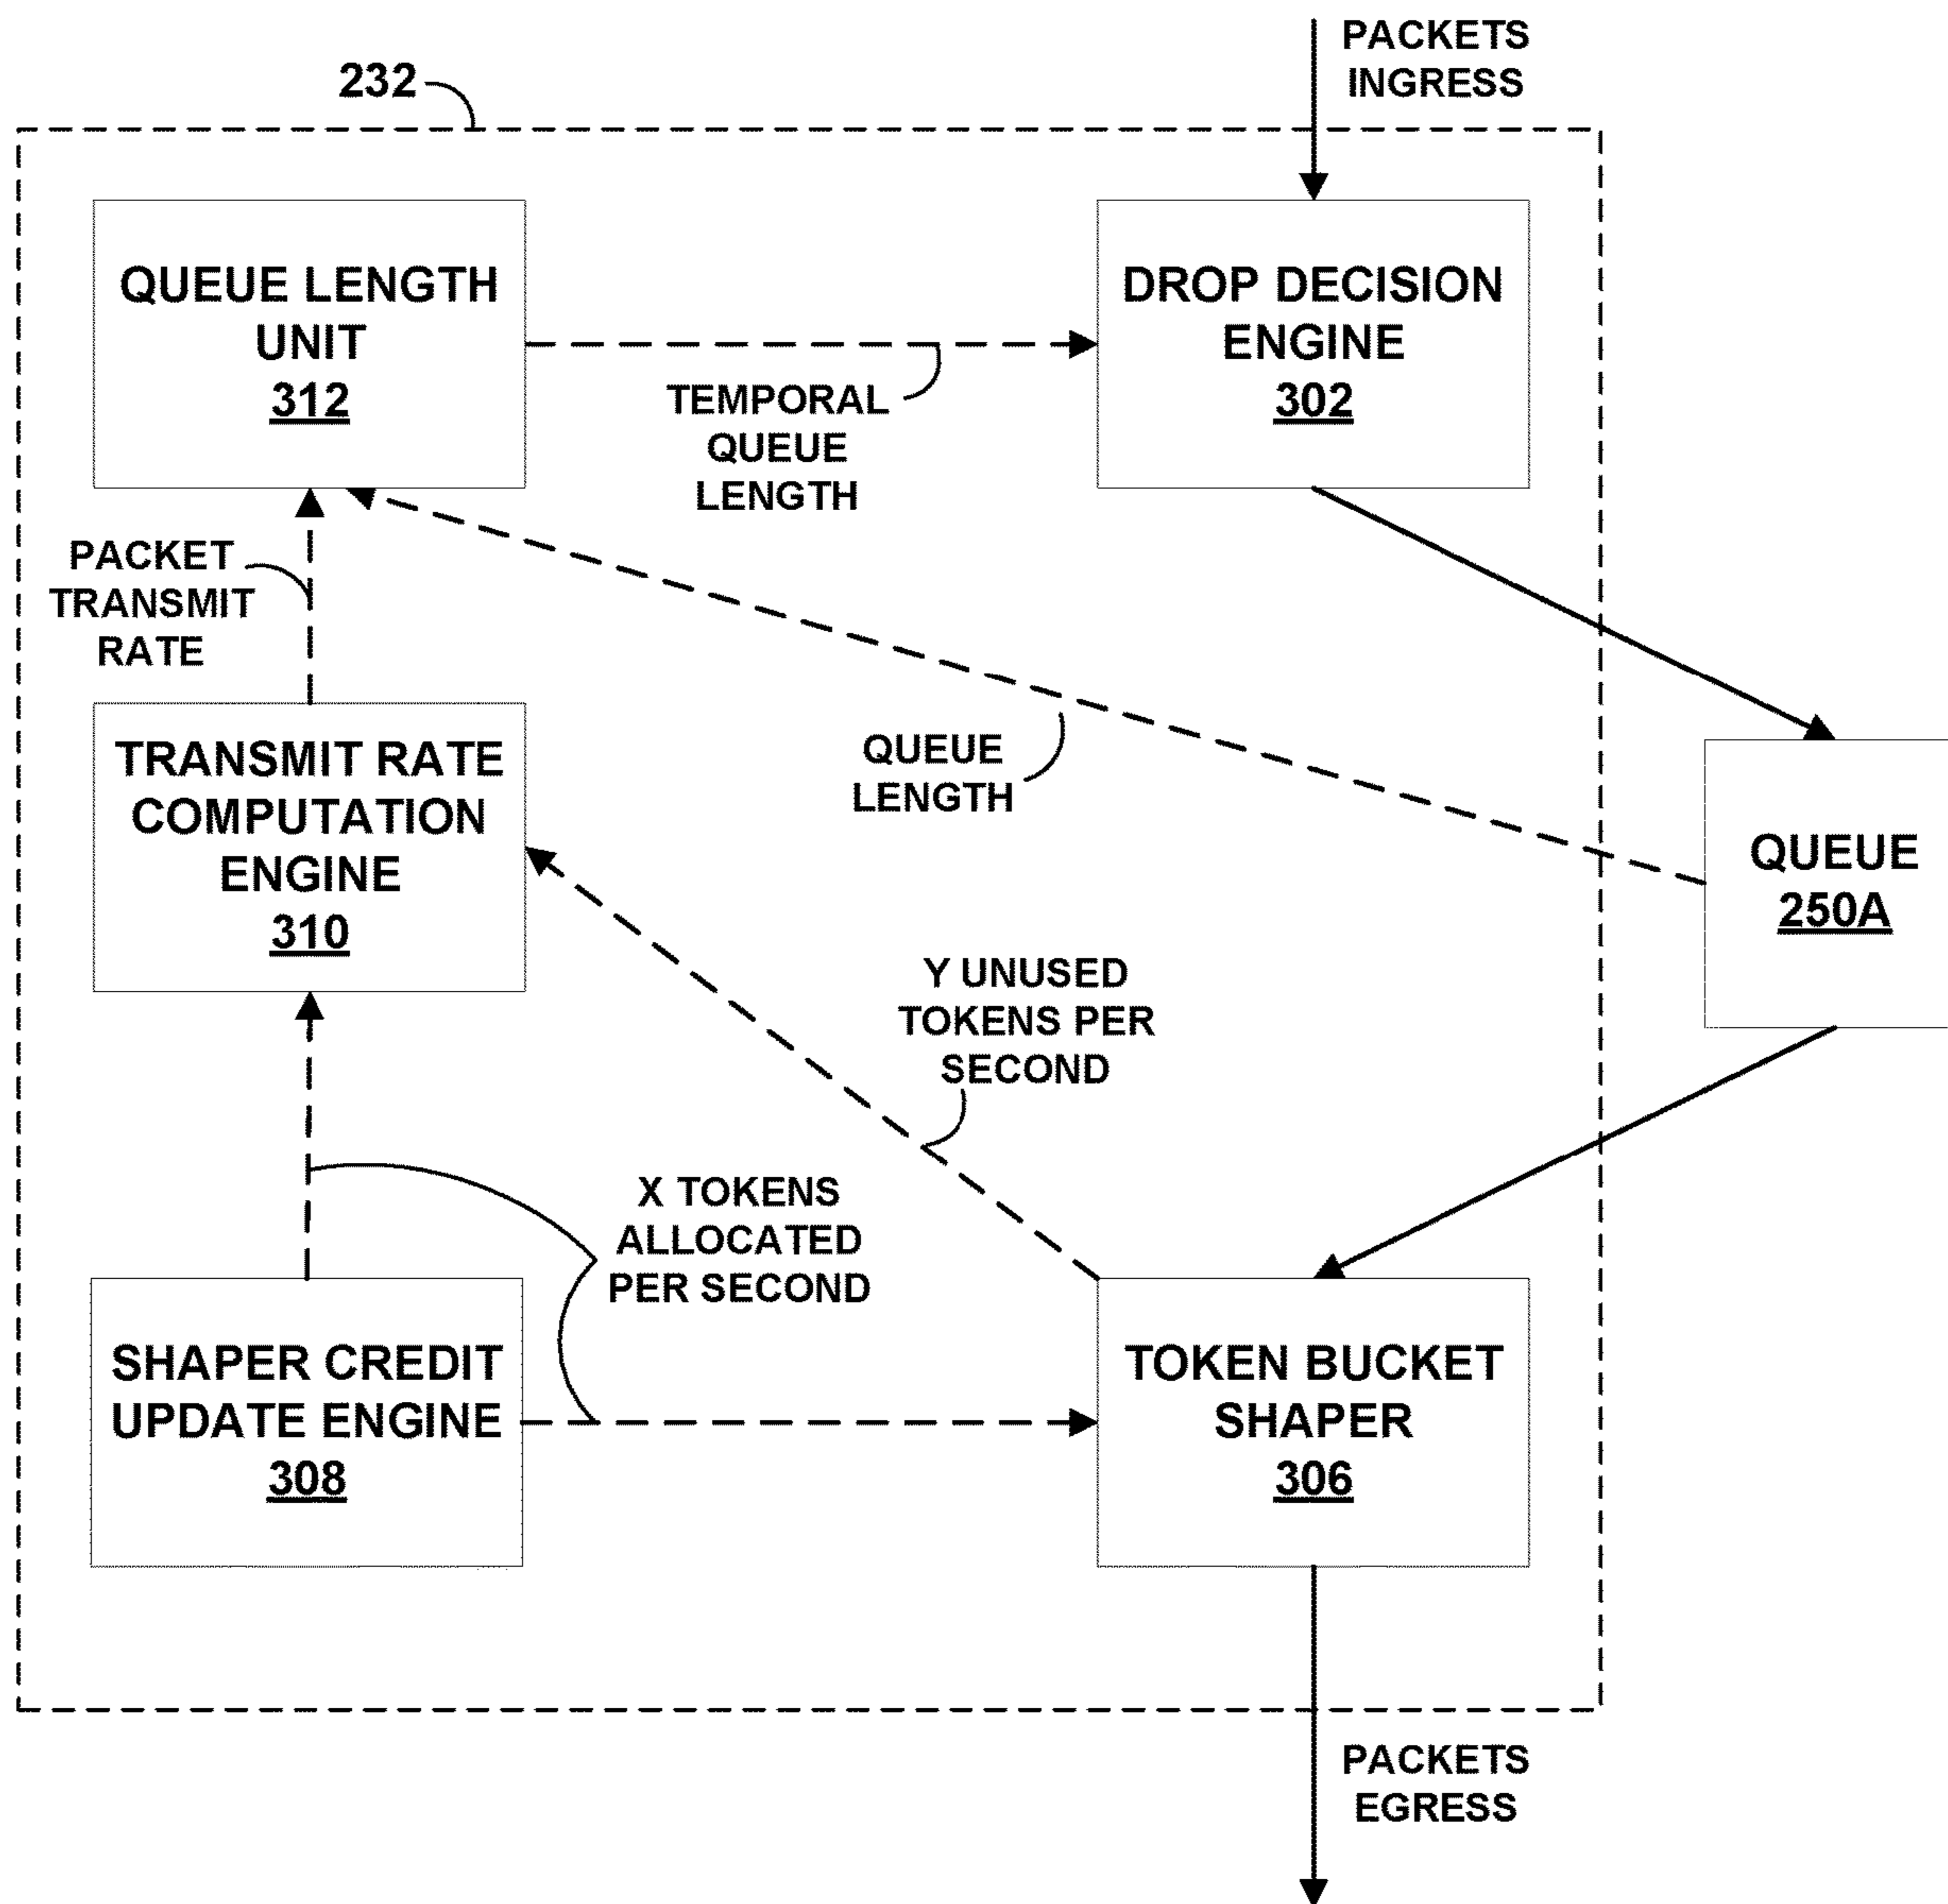 PACKETS
INGRESS
232
QUEUE LENGTH
UNIT
312
DROP DECISION
ENGINE
302
TEMPORAL
QUEUE
LENGTH
PACKET
TRANSMIT
RATE
QUEUE
LENGTH
TRANSMIT RATE
COMPUTATION
ENGINE
310
QUEUE
250A
Y UNUSED
TOKENS PER
SECOND
X TOKENS
ALLOCATED
PER SECOND
SHAPER CREDIT
UPDATE ENGINE
308
TOKEN BUCKET
SHAPER
306
PACKETS
EGRESS